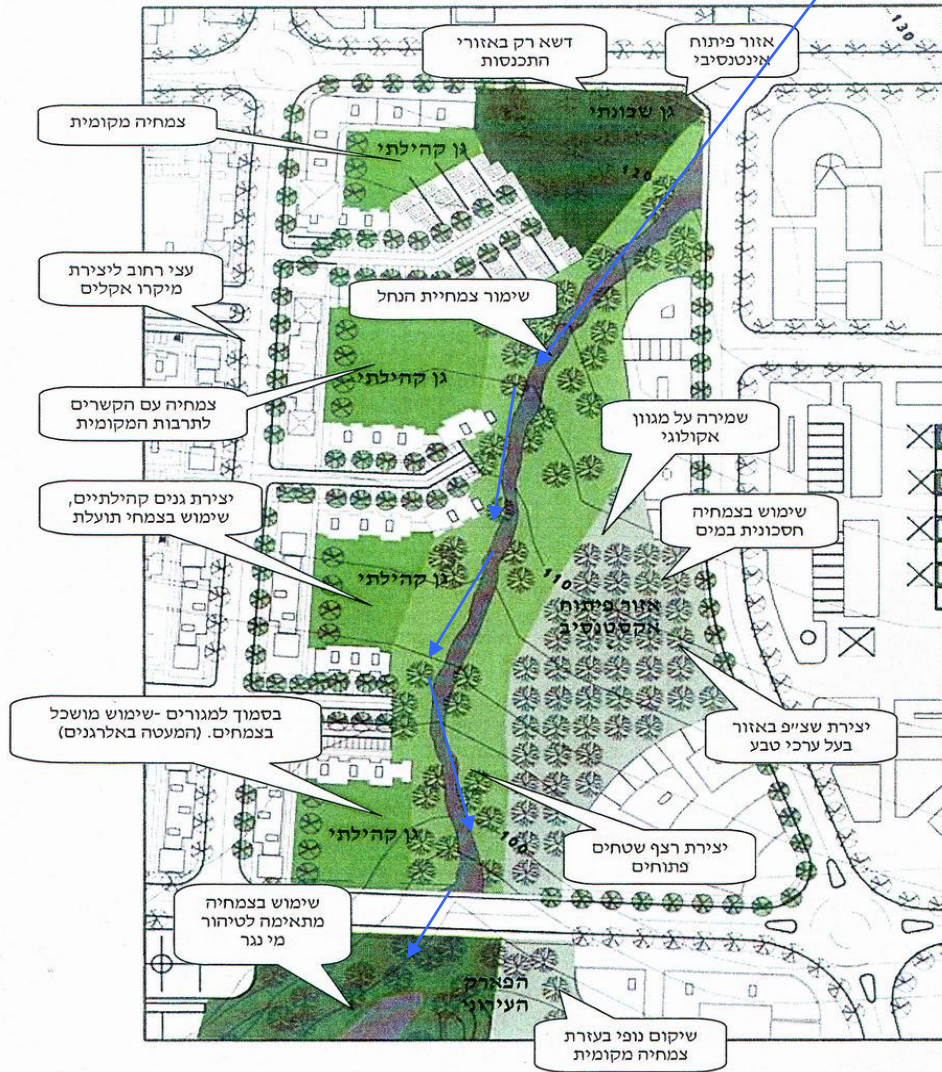 130
אזור פיתוח
אינטנסיבי
דשא רק באזורי
התכנסות
גן שכונתי
צמחיה מקומית
גן קהילתי
120
עצי רחוב ליצירת
מיקרו אקלים
שימור צמחיית הנחל
גן קהילתי
צמחיה עם הקשרים
לתרבות המקומית
שמירה על מגוון
אקולוגי
יצירת גנים קהילתיים,
שימוש בצמחי תועלת
שימוש בצמחיה
חסכונית במים
גן קהילתי
110
אזור פיתוח
אקסטנסיב
בסמוך למגורים -שימוש מושכל
בצמחים. (המעטה באלרגנים)
יצירת שצ״פ באזור
בעל ערכי טבע
גן קהילתי
100
יצירת רצף שטחים
פתוחים
שימוש בצמחיה
מתאימה לטיהור
מי נגר
הפארק
העירוני
שיקום נופי בעזרת
צמחיה מקומית